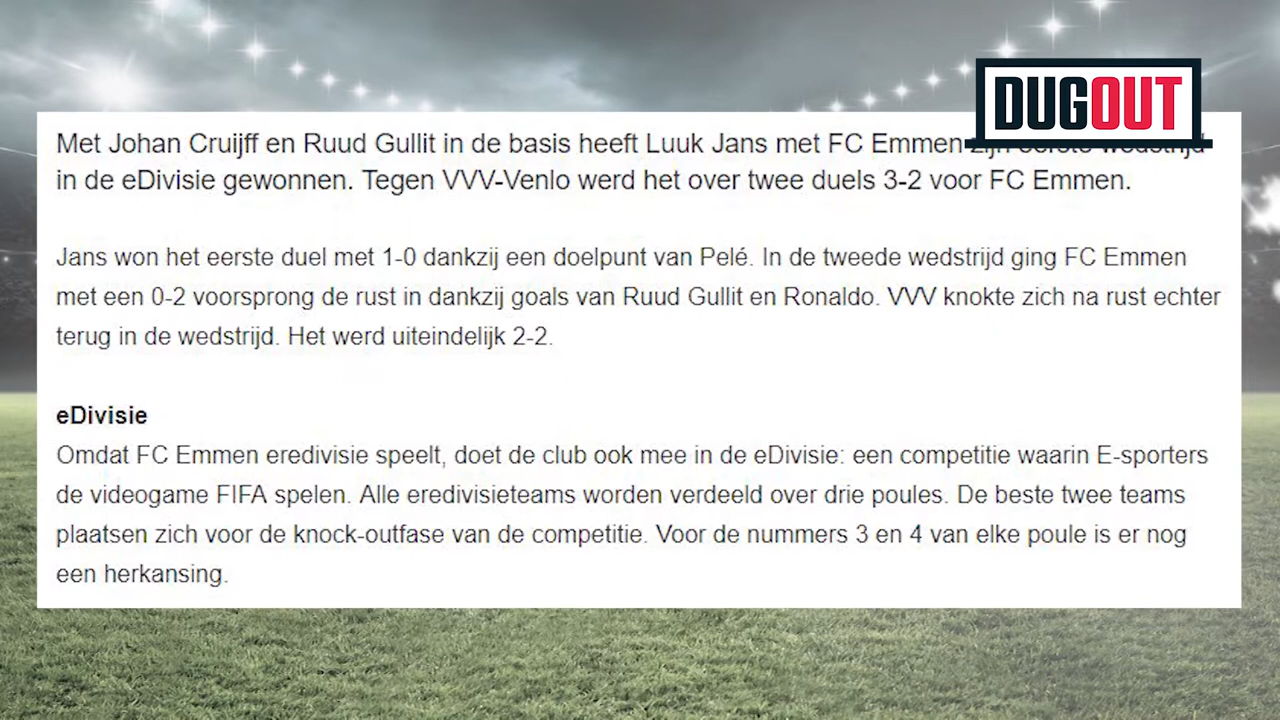 DUGOUT
Met Johan Cruijff en Ruud Gullit in de basis heeft Luuk Jans met FC Emmen zijn eerste wedstrijd
in de eDivisie gewonnen. Tegen VVV-Venlo werd het over twee duels 3-2 voor FC Emmen.
Jans won het eerste duel met 1-0 dankzij een doelpunt van Pelé. In de tweede wedstrijd ging FC Emmen
met een 0-2 voorsprong de rust in dankzij goals van Ruud Gullit en Ronaldo. VVV knokte zich na rust echter
terug in de wedstrijd. Het werd uiteindelijk 2-2.
eDivisie
Omdat FC Emmen eredivisie speelt, doet de club ook mee in de eDivisie: een competitie waarin E-sporters
de videogame FIFA spelen. Alle eredivisieteams worden verdeeld over drie poules. De beste twee teams
plaatsen zich voor de knock-outfase van de competitie. Voor de nummers 3 en 4 van elke poule is er nog
een herkansing.